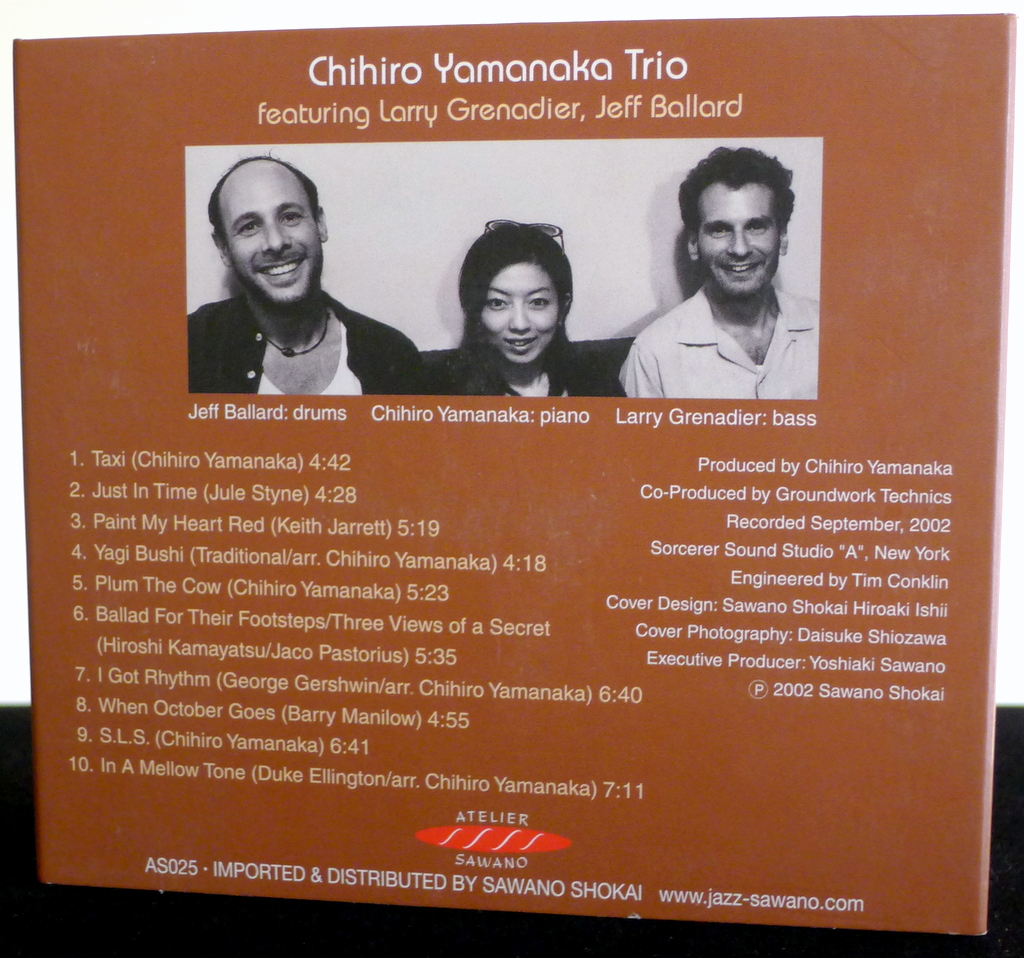 Chihiro Yamanaka Trio
featuring Larry Grenadier, Jeff Ballard
Jeff Ballard: drums Chihiro Yamanaka: piano Larry Grenadier: bass
1. Taxi (Chihiro Yamanaka) 4:42
2. Just In Time (Jule Styne) 4:28
3. Paint My Heart Red (Keith Jarrett) 5:19
4. Yagi Bushi (Traditional/arr. Chihiro Yamanaka) 4:18
5. Plum The Cow (Chihiro Yamanaka) 5:23
6. Ballad For Their Footsteps/Three Views of a Secret
(Hiroshi Kamayatsu/Jaco Pastorius) 5:35
7. I Got Rhythm (George Gershwin/arr. Chihiro Yamanaka) 6:40
8. When October Goes (Barry Manilow) 4:55
9. S.L.S. (Chihiro Yamanaka) 6:41
10. In A Mellow Tone (Duke Ellington/arr. Chihiro Yamanaka) 7:11
Produced by Chihiro Yamanaka
Co-Produced by Groundwork Technics
Recorded September, 2002
Sorcerer Sound Studio "A", New York
Engineered by Tim Conklin
Cover Design: Sawano Shokai Hiroaki Ishii
Cover Photography: Daisuke Shiozawa
Executive Producer: Yoshiaki Sawano
℗ 2002 Sawano Shokai
ATELIER
SAWANO
AS025 · IMPORTED & DISTRIBUTED BY SAWANO SHOKAI www.jazz-sawano.com